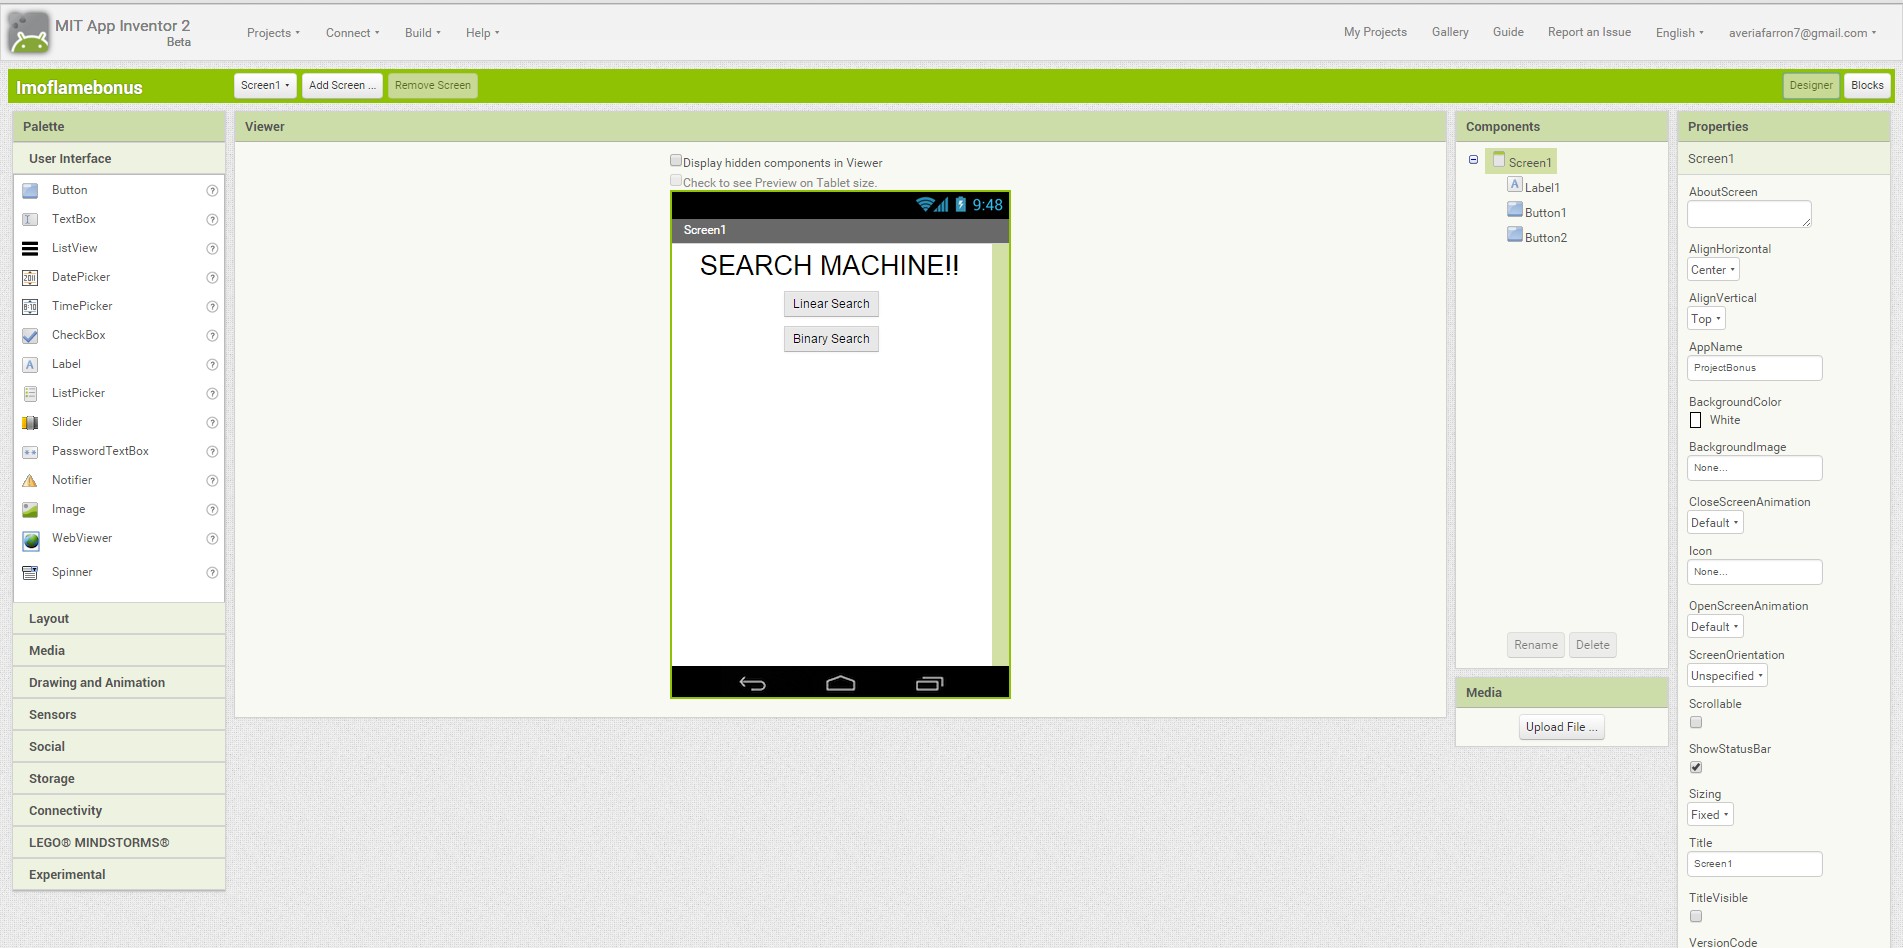 MIT App Inventor 2
Beta
Projects Connect Build Help
My Projects Gallery Guide Report an Issue English averiafarron7@gmail.com
Imoflamebonus
Screen1 Add Screen ... Remove Screen
Designer Blocks
Palette
User Interface
Button
TextBox
ListView
DatePicker
TimePicker
CheckBox
Label
ListPicker
Slider
PasswordTextBox
Notifier
Image
WebViewer
Spinner
Layout
Media
Drawing and Animation
Sensors
Social
Storage
Connectivity
LEGO® MINDSTORMS®
Experimental
Viewer
Display hidden components in Viewer
Check to see Preview on Tablet size.
9:48
Screen1
SEARCH MACHINE!!
Linear Search
Binary Search
Components
Screen1
Label1
Button1
Button2
Rename Delete
Media
Upload File ...
Properties
Screen1
AboutScreen
AlignHorizontal
Center
AlignVertical
Top
AppName
ProjectBonus
BackgroundColor
White
BackgroundImage
None...
CloseScreenAnimation
Default
Icon
None...
OpenScreenAnimation
Default
ScreenOrientation
Unspecified
Scrollable
ShowStatusBar
Sizing
Fixed
Title
Screen1
TitleVisible
VersionCode